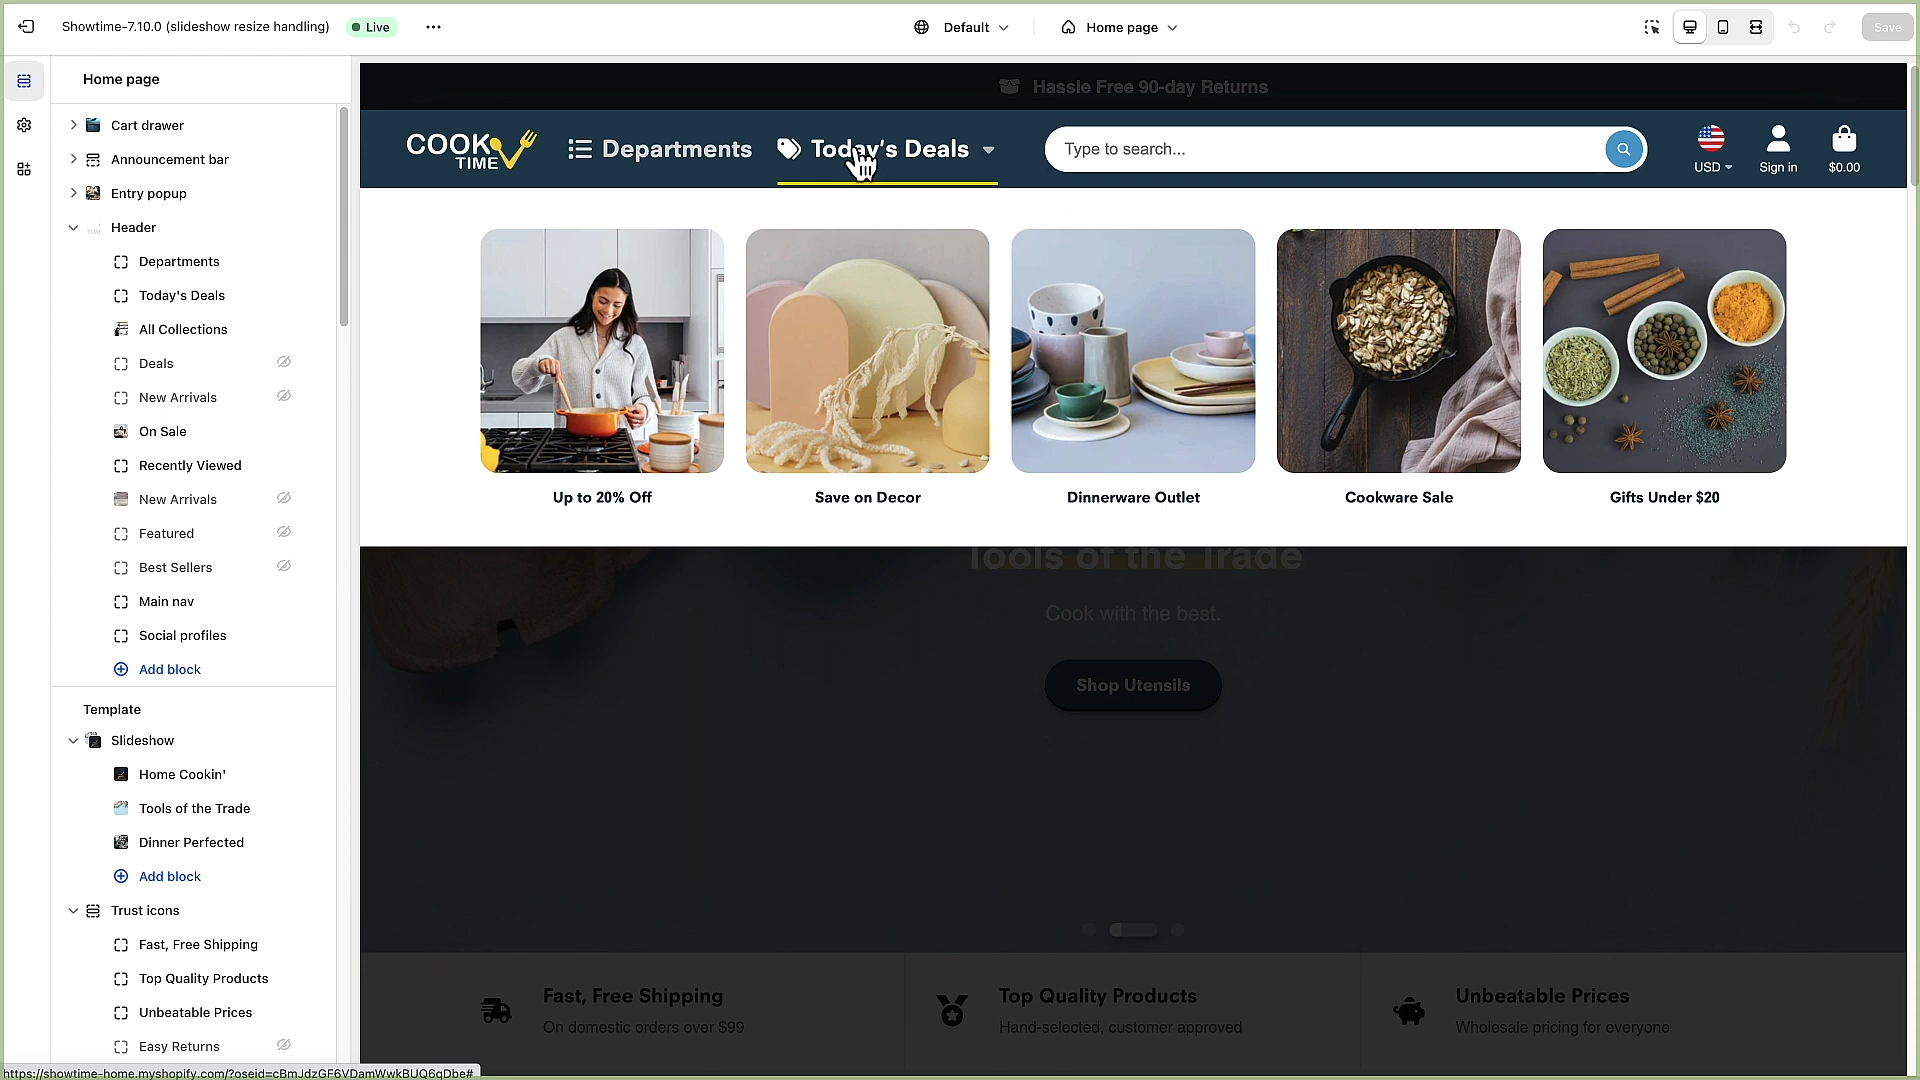 Showtime-7.10.0 (slideshow resize handling)
Live
Default
Home page
Save
Home page
Cart drawer
Announcement bar
Entry popup
Header
Departments
Today's Deals
All Collections
Deals
New Arrivals
On Sale
Recently Viewed
New Arrivals
Featured
Best Sellers
Main nav
Social profiles
Add block
Template
Slideshow
Home Cookin'
Tools of the Trade
Dinner Perfected
Add block
Trust icons
Fast, Free Shipping
Top Quality Products
Unbeatable Prices
Easy Returns
https://showtime-home.myshopify.com/?oseid=cBmJdzGF6VDamWwkBUQ6qDbe#
Hassle Free 90-day Returns
COOK
TIME
Departments
Today's Deals
Type to search...
USD
Sign in
$0.00
Up to 20% Off
Save on Decor
Dinnerware Outlet
Cookware Sale
Gifts Under $20
Tools of the Trade
Cook with the best.
Shop Utensils
Fast, Free Shipping
On domestic orders over $99
Top Quality Products
Hand-selected, customer approved
Unbeatable Prices
Wholesale pricing for everyone